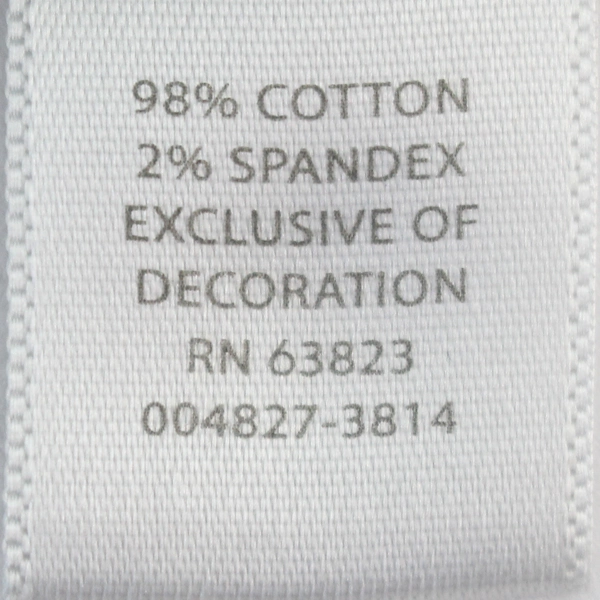 98% COTTON
2% SPANDEX
EXCLUSIVE OF
DECORATION
RN 63823
004827-3814